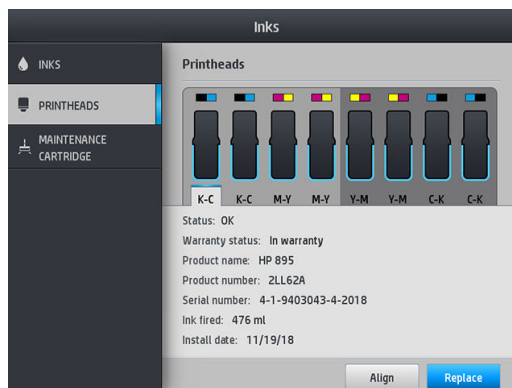 Inks
INKS
PRINTHEADS
MAINTENANCE
CARTRIDGE
Printheads
K-C K-C M-Y M-Y Y-M Y-M C-K C-K
Status: OK
Warranty status: In warranty
Product name: HP 895
Product number: 2LL62A
Serial number: 4-1-9403043-4-2018
Ink fired: 476 ml
Install date: 11/19/18
Align Replace